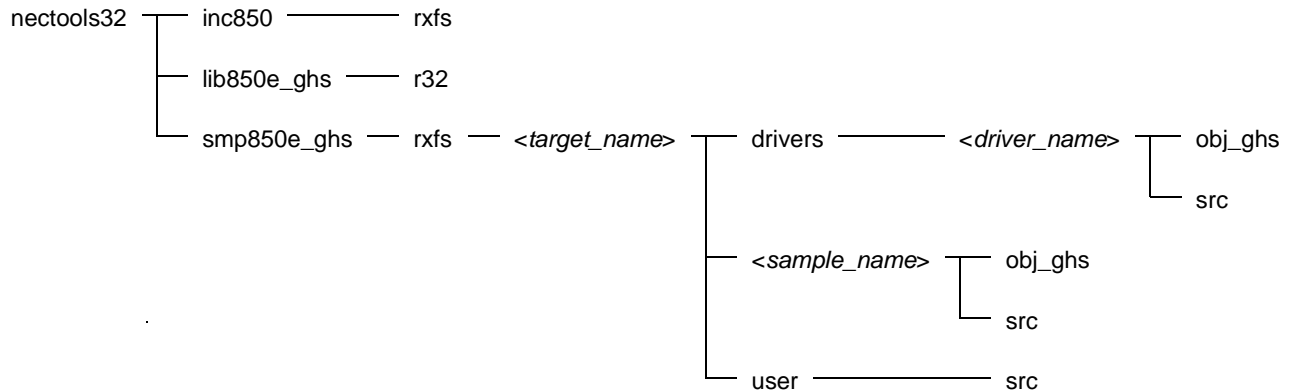 nectools32 inc850 rxfs
lib850e_ghs r32
smp850e_ghs rxfs <target_name> drivers <driver_name> obj_ghs
src
<sample_name> obj_ghs
src
user src